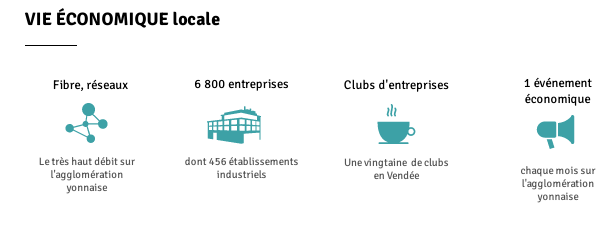 VIE ÉCONOMIQUE locale
Fibre, réseaux
Le très haut débit sur
l'agglomération
yonnaise
6 800 entreprises
dont 456 établissements
industriels
Clubs d'entreprises
Une vingtaine de clubs
en Vendée
1 événement
économique
chaque mois sur
l'agglomération
yonnaise